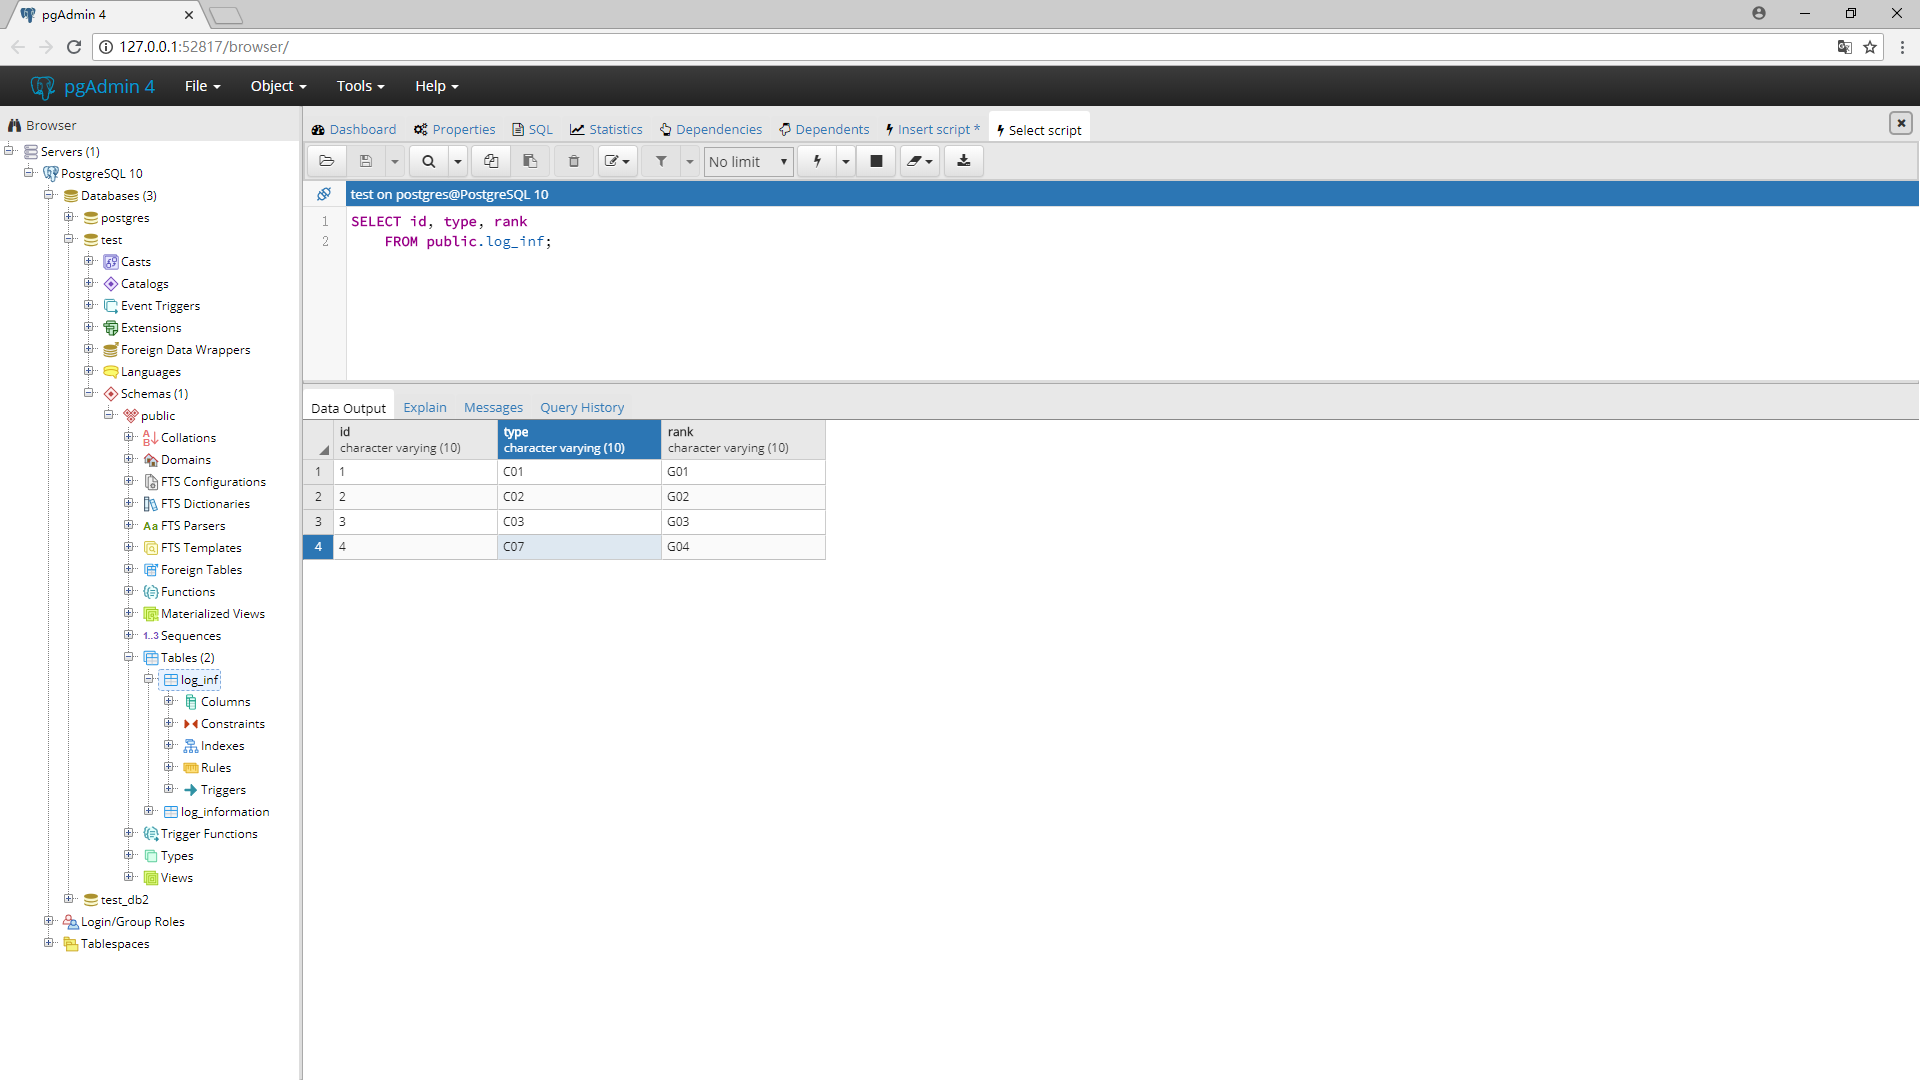 pgAdmin 4
127.0.0.1:52817/browser/
pgAdmin 4 File Object Tools Help
Browser
Servers (1)
PostgreSQL 10
Databases (3)
postgres
test
Casts
Catalogs
Event Triggers
Extensions
Foreign Data Wrappers
Languages
Schemas (1)
public
Collations
Domains
FTS Configurations
FTS Dictionaries
FTS Parsers
FTS Templates
Foreign Tables
Functions
Materialized Views
1..3 Sequences
Tables (2)
log_inf
Columns
Constraints
Indexes
Rules
Triggers
log_information
Trigger Functions
Types
Views
test_db2
Login/Group Roles
Tablespaces
Dashboard Properties SQL Statistics Dependencies Dependents Insert script * Select script
No limit
test on postgres@PostgreSQL 10
1 SELECT id, type, rank
2 FROM public.log_inf;
Data Output Explain Messages Query History
id type rank
character varying (10) character varying (10) character varying (10)
1 1 C01 G01
2 2 C02 G02
3 3 C03 G03
4 4 C07 G04